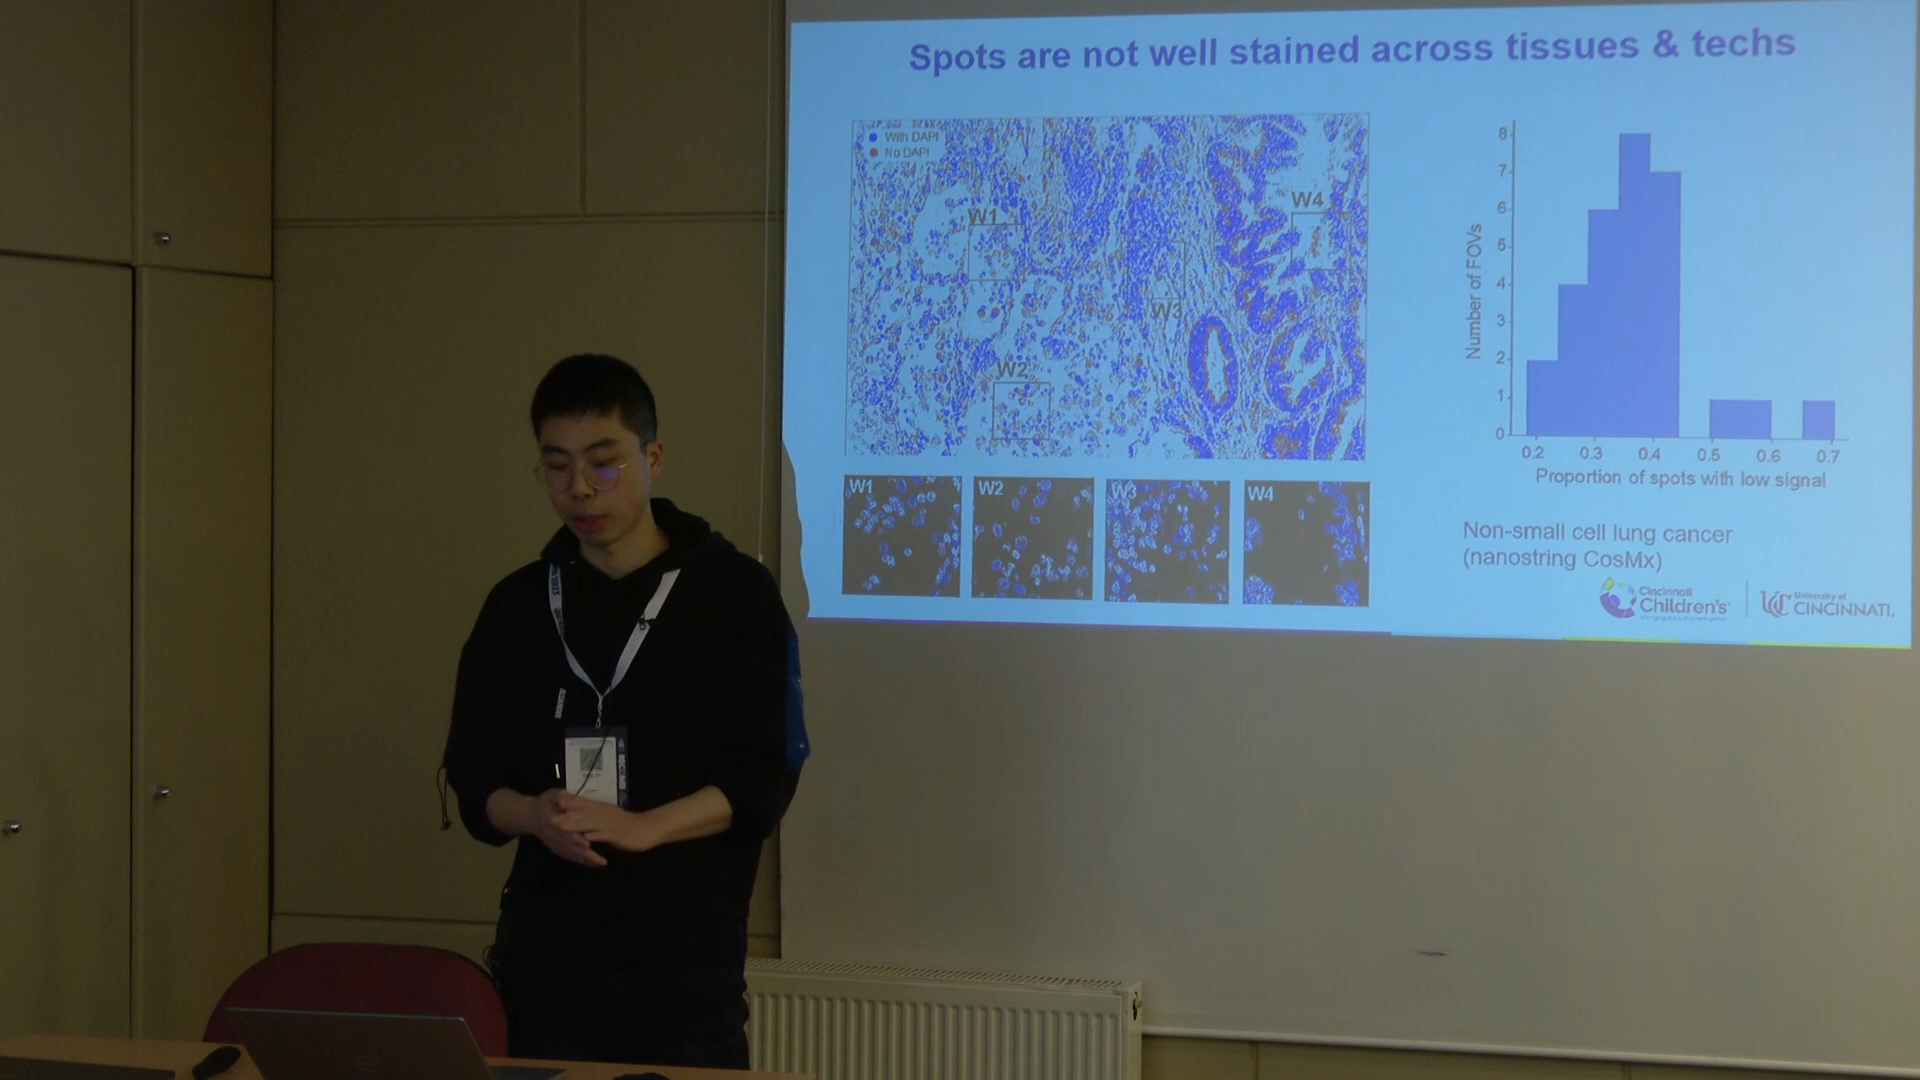 Spots are not well stained across tissues & techs
With DAPI
No DAPI
W1
W2
W3
W4
W1
W2
W3
W4
Number of FOVs
8
7
6
5
4
3
2
1
0
0.2 0.3 0.4 0.5 0.6 0.7
Proportion of spots with low signal
Non-small cell lung cancer
(nanostring CosMx)
Cincinnati
Children's
University of
CINCINNATI